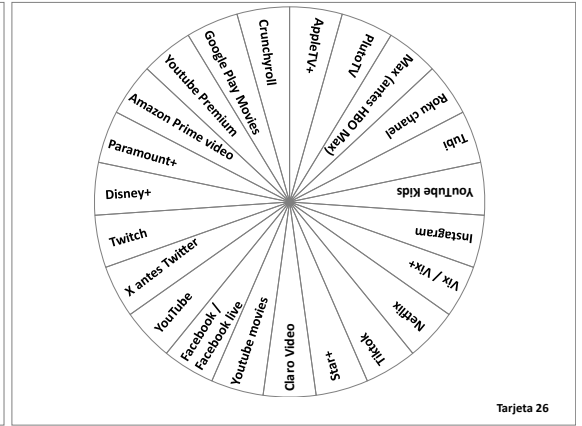 AppleTV+
PlutoTV
Max (antes HBO Max)
Roku chanel
Tubi
YouTube Kids
Instagram
Vix / Vix+
Netflix
Tiktok
Star+
Claro Video
Youtube movies
Facebook /
Facebook live
YouTube
X antes Twitter
Twitch
Disney+
Paramount+
Amazon Prime video
Youtube Premium
Google Play Movies
Crunchyroll
Tarjeta 26